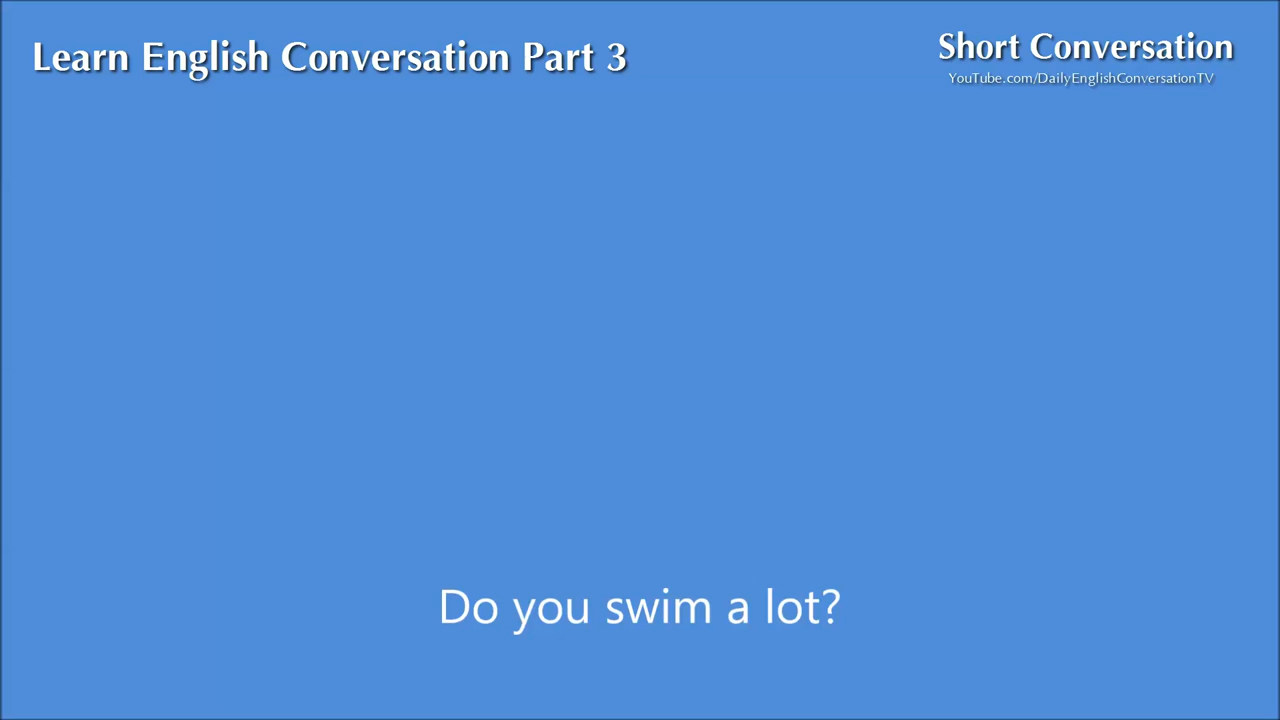 Learn English Conversation Part 3
Short Conversation
YouTube.com/DailyEnglishConversationTV
Do you swim a lot?